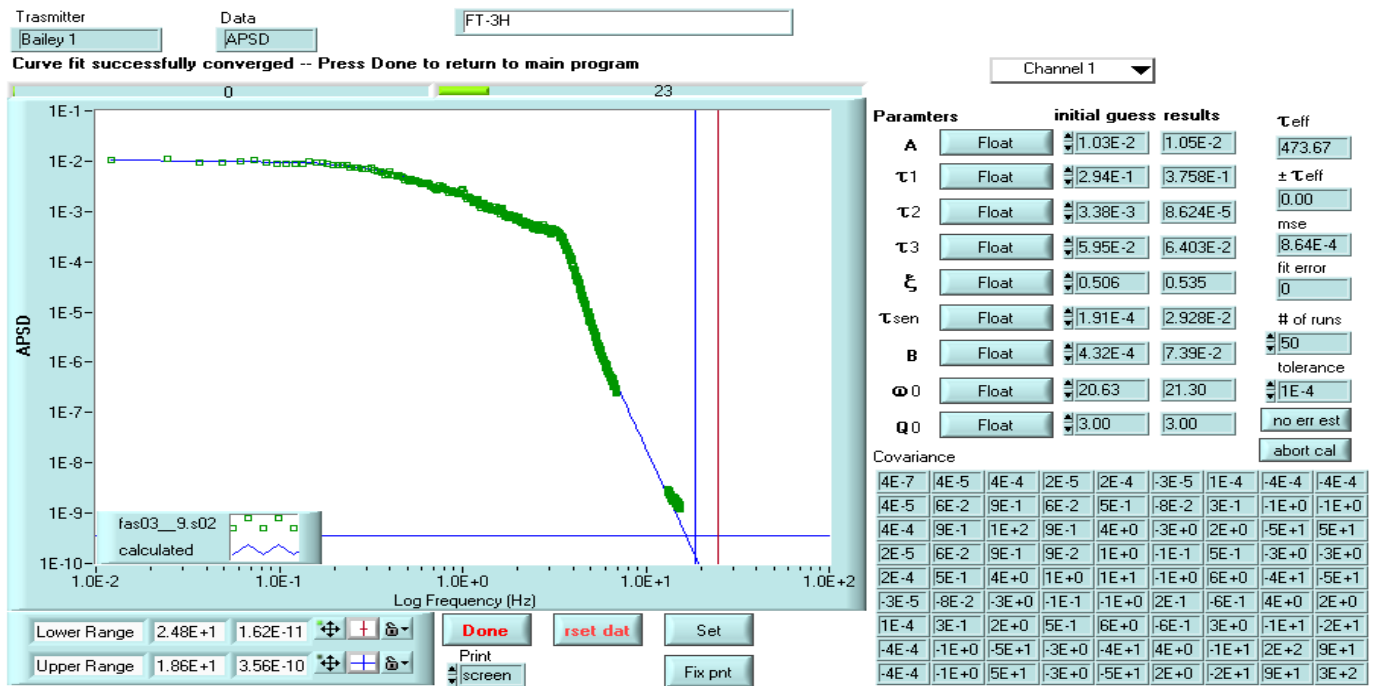 Trasmitter Data FT-3H
Bailey 1 APSD
Curve fit successfully converged -- Press Done to return to main program
Channel 1
0 23
1E-1
1E-2
1E-3
1E-4
1E-5
1E-6
1E-7
1E-8
1E-9
1E-10
APSD
fas03__9.s02
calculated
1.0E-2 1.0E-1 1.0E+0 1.0E+1 1.0E+2
Log Frequency (Hz)
Lower Range 2.48E+1 1.62E-11
Upper Range 1.86E+1 3.56E-10
Done rset dat Set
Print
screen Fix pnt
Paramters initial guess results
A Float 1.03E-2 1.05E-2
τ1 Float 2.94E-1 3.758E-1
τ2 Float 3.38E-3 8.624E-5
τ3 Float 5.95E-2 6.403E-2
ξ Float 0.506 0.535
τsen Float 1.91E-4 2.928E-2
B Float 4.32E-4 7.39E-2
ω0 Float 20.63 21.30
Q0 Float 3.00 3.00
τeff
473.67
± τeff
0.00
mse
8.64E-4
fit error
0
# of runs
50
tolerance
1E-4
no err est
abort cal
Covariance
4E-7 4E-5 4E-4 2E-5 2E-4 -3E-5 1E-4 -4E-4 -4E-4
4E-5 6E-2 9E-1 6E-2 5E-1 -8E-2 3E-1 -1E+0 -1E+0
4E-4 9E-1 1E+2 9E-1 4E+0 -3E+0 2E+0 -5E+1 5E+1
2E-5 6E-2 9E-1 9E-2 1E+0 -1E-1 5E-1 -3E+0 -3E+0
2E-4 5E-1 4E+0 1E+0 1E+1 -1E+0 6E+0 -4E+1 -5E+1
-3E-5 -8E-2 -3E+0 -1E-1 -1E+0 2E-1 -6E-1 4E+0 2E+0
1E-4 3E-1 2E+0 5E-1 6E+0 -6E-1 3E+0 -1E+1 -2E+1
-4E-4 -1E+0 -5E+1 -3E+0 -4E+1 4E+0 -1E+1 2E+2 9E+1
-4E-4 -1E+0 5E+1 -3E+0 -5E+1 2E+0 -2E+1 9E+1 3E+2